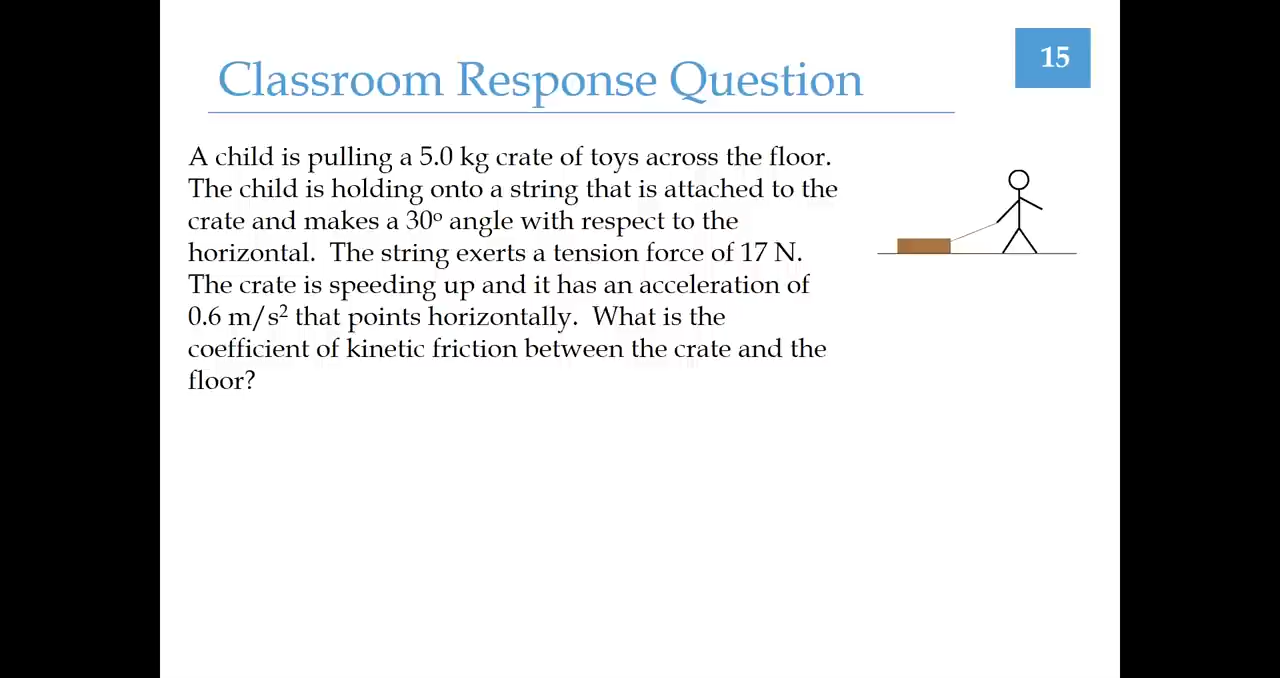 15
Classroom Response Question
A child is pulling a 5.0 kg crate of toys across the floor.
The child is holding onto a string that is attached to the
crate and makes a 30º angle with respect to the
horizontal.  The string exerts a tension force of 17 N.
The crate is speeding up and it has an acceleration of
0.6 m/s² that points horizontally.  What is the
coefficient of kinetic friction between the crate and the
floor?